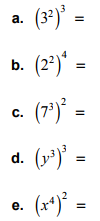 a. (3²)³ =
b. (2²)⁴ =
c. (7³)² =
d. (y³)³ =
e. (x⁴)² =